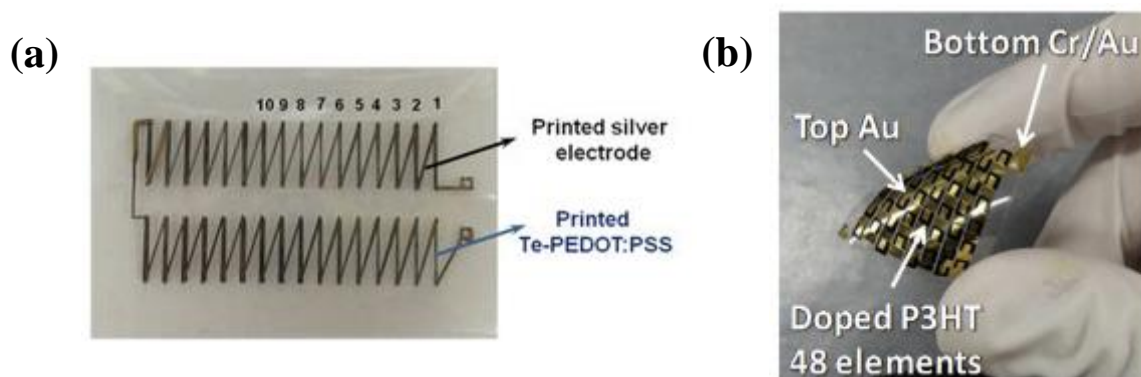 (a)
10 9 8 7 6 5 4 3 2 1
Printed silver
electrode
Printed
Te-PEDOT:PSS
(b)
Bottom Cr/Au
Top Au
Doped P3HT
48 elements